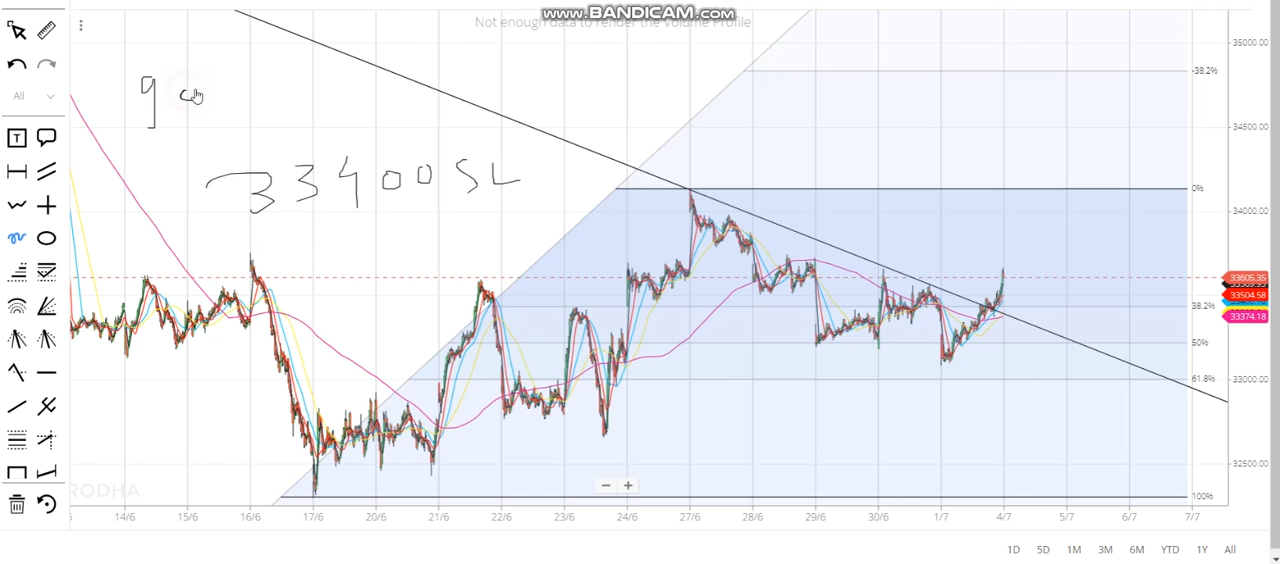 www.BANDICAM.com
Not enough data to render the Volume Profile
All
9
33400SL
T
35000.00
-38.2%
34500.00
0%
34000.00
33605.35
33504.58
38.2%
33374.18
50%
61.8%
33000.00
32500.00
RODHA
100%
14/6 15/6 16/6 17/6 20/6 21/6 22/6 23/6 24/6 27/6 28/6 29/6 30/6 1/7 4/7 5/7 6/7 7/7
1D 5D 1M 3M 6M YTD 1Y All